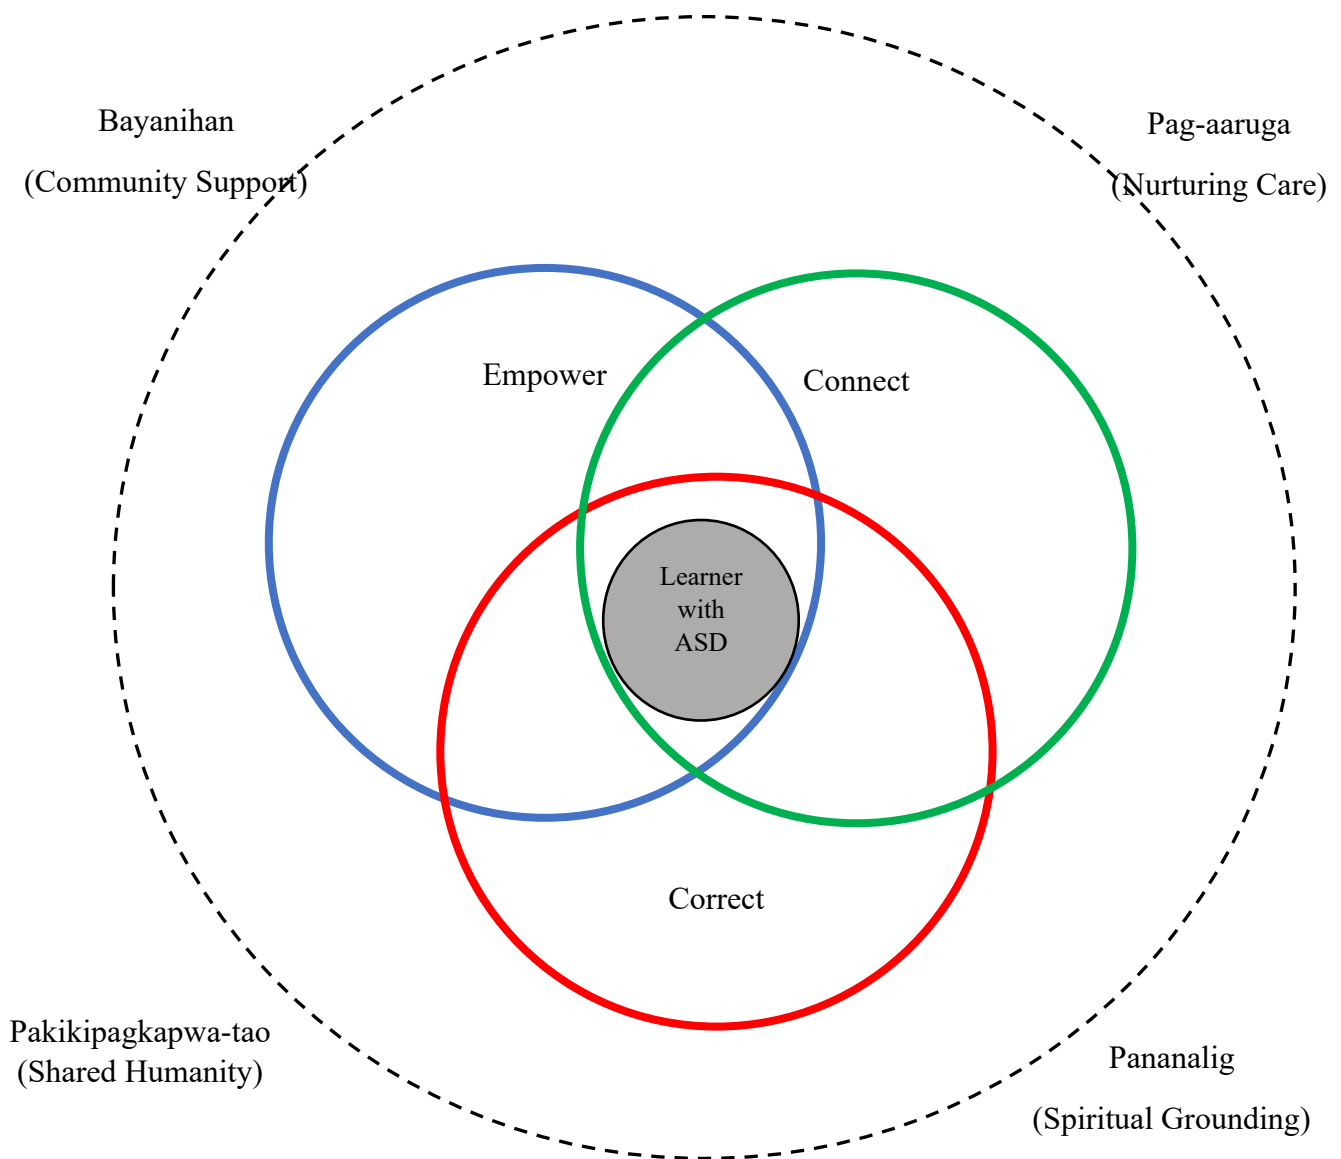 Bayanihan
(Community Support)
Pag-aaruga
(Nurturing Care)
Empower
Connect
Learner
with
ASD
Correct
Pakikipagkapwa-tao
(Shared Humanity)
Pananalig
(Spiritual Grounding)